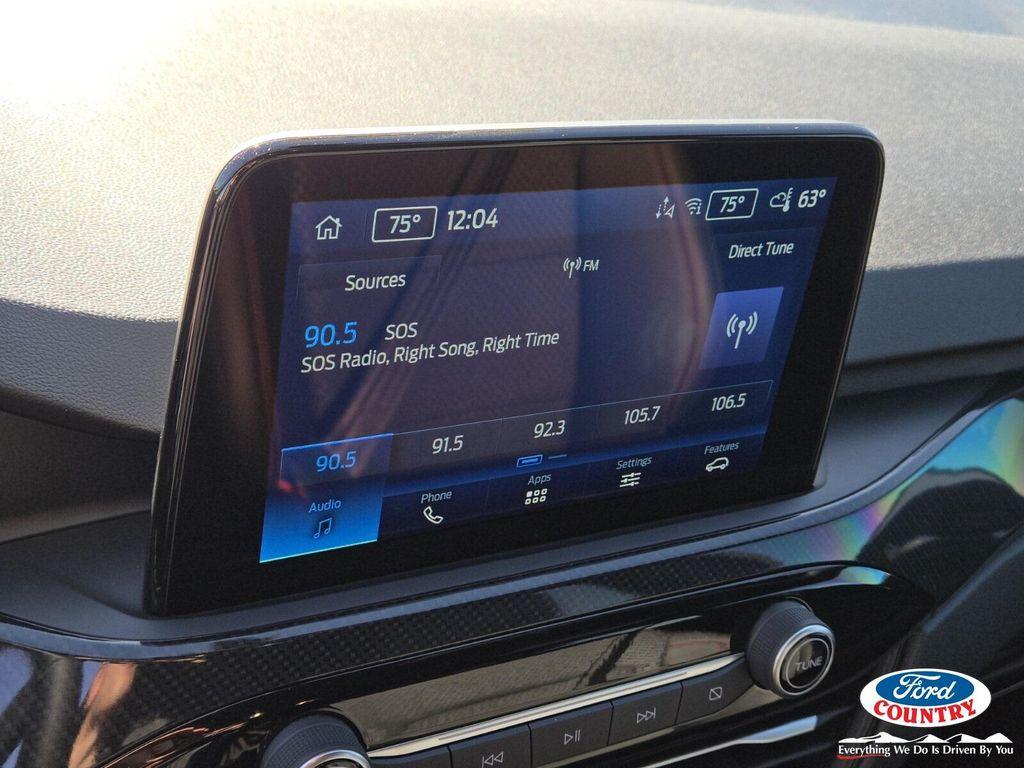 75° 12:04 75° 63°
Sources FM Direct Tune
90.5 SOS
SOS Radio, Right Song, Right Time
90.5 91.5 92.3 105.7 106.5
Audio Phone Apps Settings Features
TUNE
Ford
COUNTRY
Everything We Do Is Driven By You